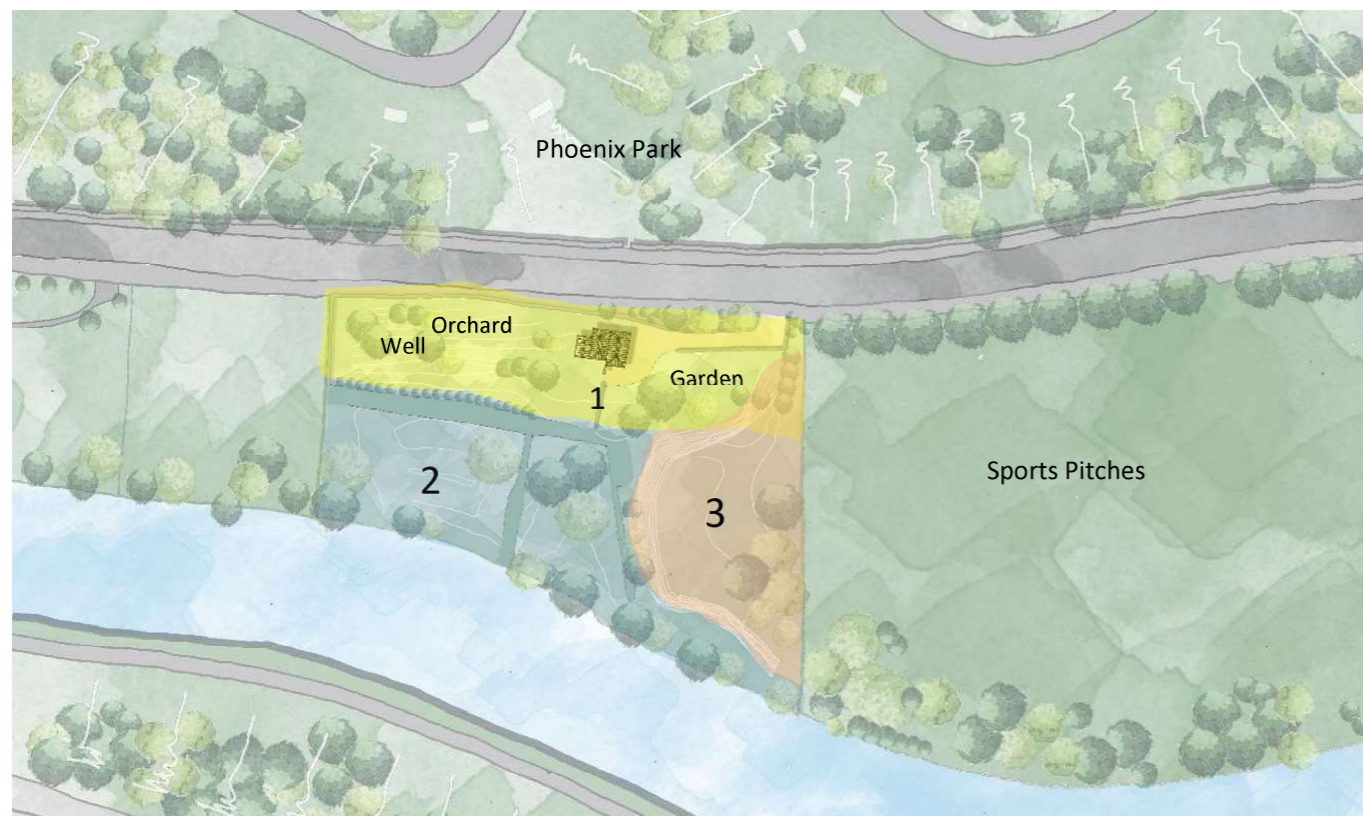 Phoenix Park
Orchard
Well
Garden
1
2
3
Sports Pitches